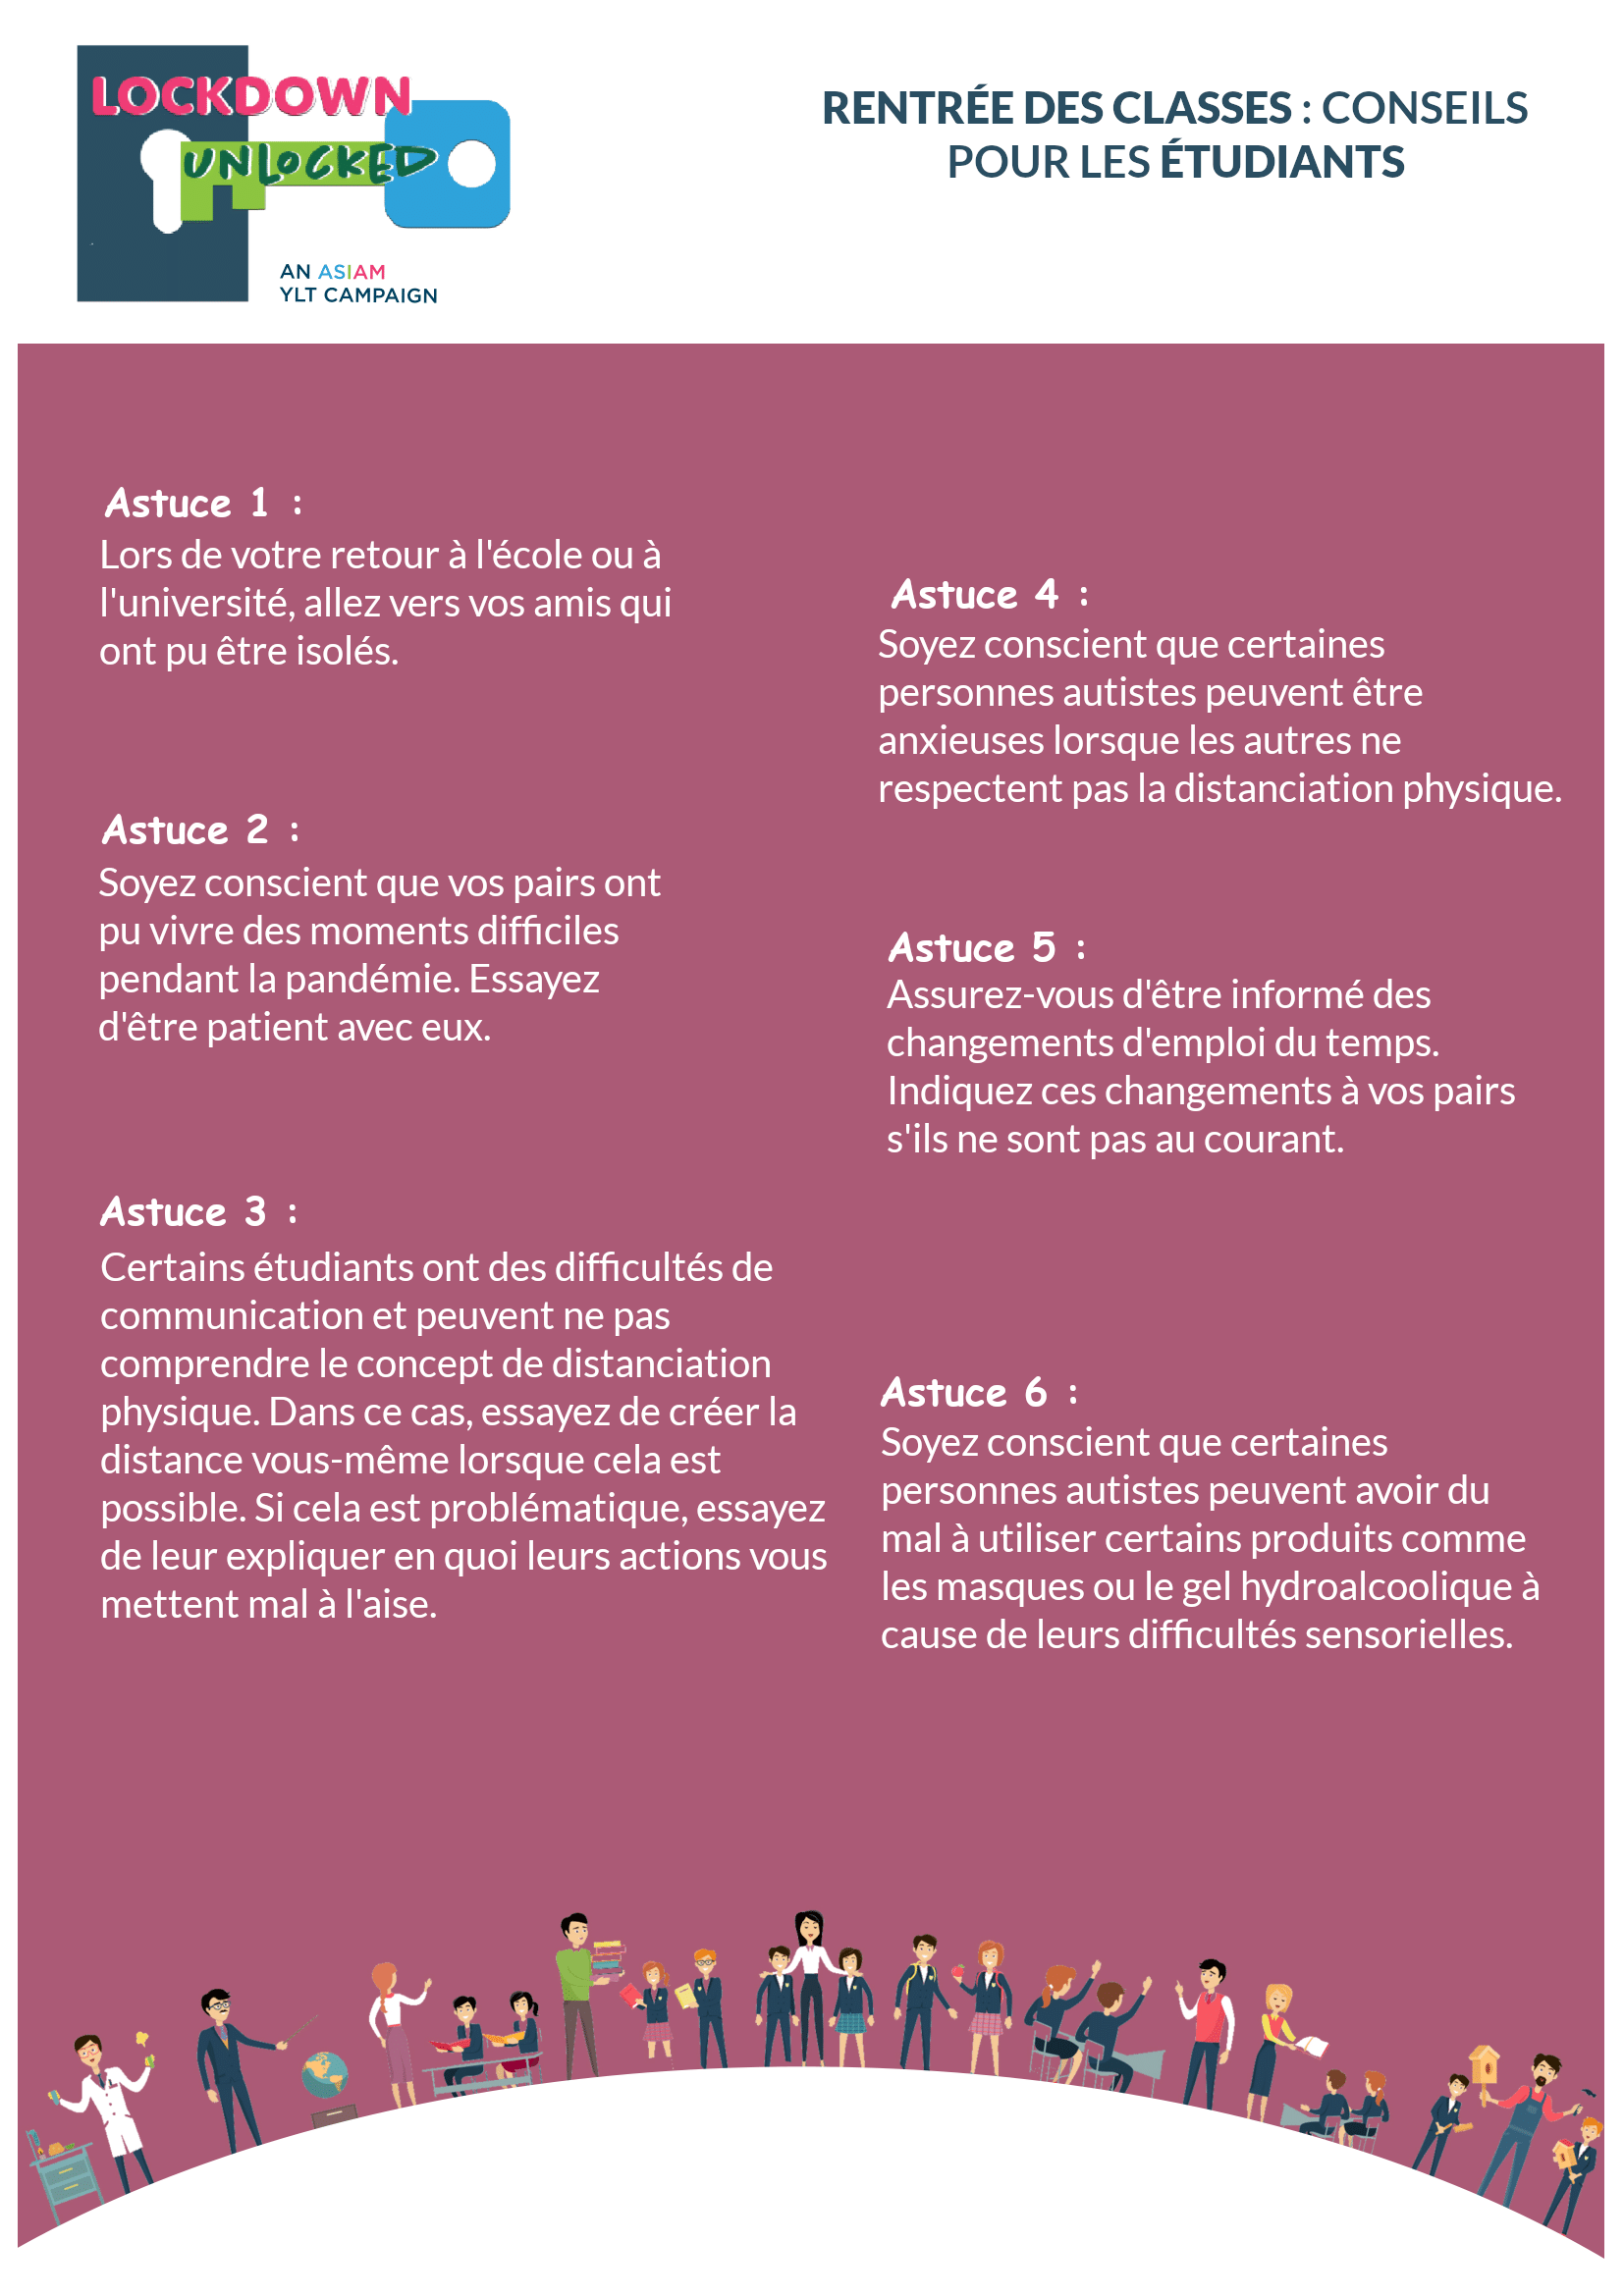 LOCKDOWN
UNLOCKED
AN ASIAM
YLT CAMPAIGN
RENTRÉE DES CLASSES : CONSEILS
POUR LES ÉTUDIANTS
Astuce 1 :
Lors de votre retour à l'école ou à
l'université, allez vers vos amis qui
ont pu être isolés.
Astuce 2 :
Soyez conscient que vos pairs ont
pu vivre des moments difficiles
pendant la pandémie. Essayez
d'être patient avec eux.
Astuce 3 :
Certains étudiants ont des difficultés de
communication et peuvent ne pas
comprendre le concept de distanciation
physique. Dans ce cas, essayez de créer la
distance vous-même lorsque cela est
possible. Si cela est problématique, essayez
de leur expliquer en quoi leurs actions vous
mettent mal à l'aise.
Astuce 4 :
Soyez conscient que certaines
personnes autistes peuvent être
anxieuses lorsque les autres ne
respectent pas la distanciation physique.
Astuce 5 :
Assurez-vous d'être informé des
changements d'emploi du temps.
Indiquez ces changements à vos pairs
s'ils ne sont pas au courant.
Astuce 6 :
Soyez conscient que certaines
personnes autistes peuvent avoir du
mal à utiliser certains produits comme
les masques ou le gel hydroalcoolique à
cause de leurs difficultés sensorielles.